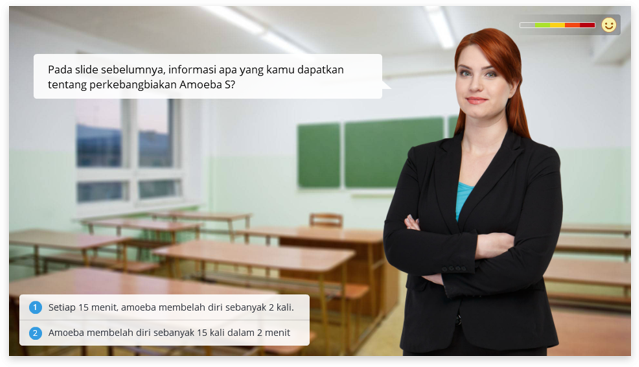 Pada slide sebelumnya, informasi apa yang kamu dapatkan
tentang perkebangbiakan Amoeba S?
1 Setiap 15 menit, amoeba membelah diri sebanyak 2 kali.
2 Amoeba membelah diri sebanyak 15 kali dalam 2 menit